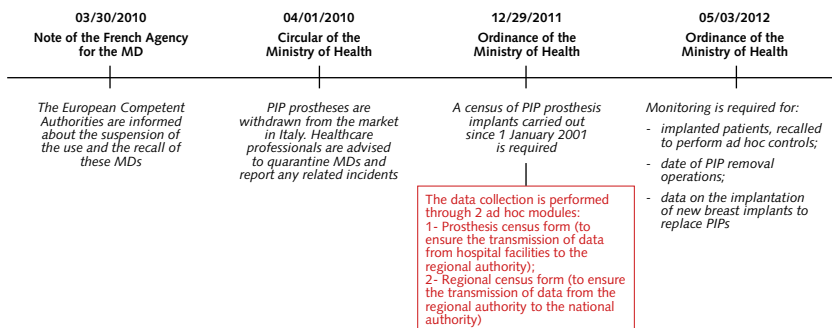 03/30/2010
Note of the French Agency
for the MD
The European Competent
Authorities are informed
about the suspension of
the use and the recall of
these MDs
04/01/2010
Circular of the
Ministry of Health
PIP prostheses are
withdrawn from the market
in Italy. Healthcare
professionals are advised
to quarantine MDs and
report any related incidents
12/29/2011
Ordinance of the
Ministry of Health
A census of PIP prosthesis
implants carried out
since 1 January 2001
is required
The data collection is performed
through 2 ad hoc modules:
1- Prosthesis census form (to
ensure the transmission of data
from hospital facilities to the
regional authority);
2- Regional census form (to ensure
the transmission of data from the
regional authority to the national
authority)
05/03/2012
Ordinance of the
Ministry of Health
Monitoring is required for:
- implanted patients, recalled
to perform ad hoc controls;
- date of PIP removal
operations;
- data on the implantation
of new breast implants to
replace PIPs